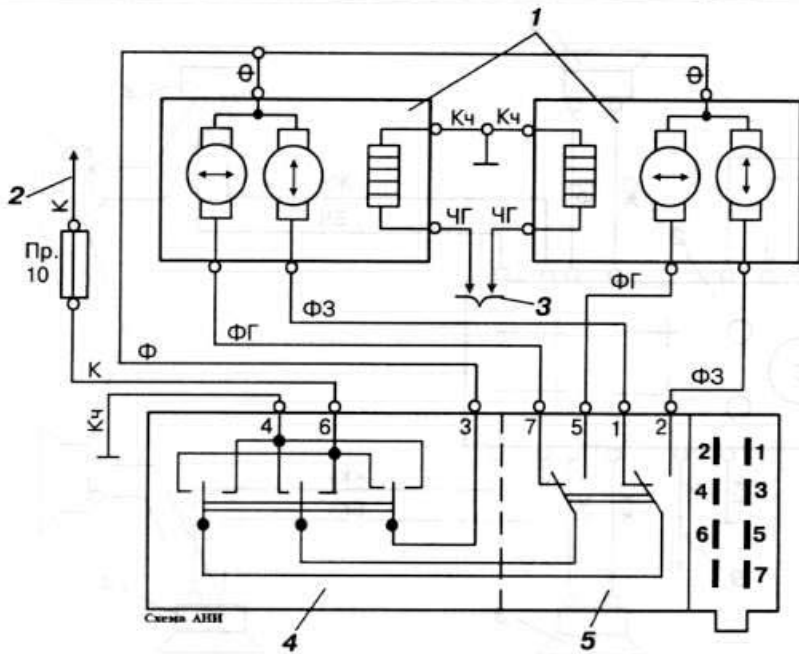 1
Ф Ф
Кч Кч
2
К
Пр.
10
ЧГ ЧГ
3
ФГ
ФЗ
ФГ
Ф
К
ФЗ
Кч
4 6 3 7 5 1 2
2 1
4 3
6 5
7
Схема АНИ
4 5